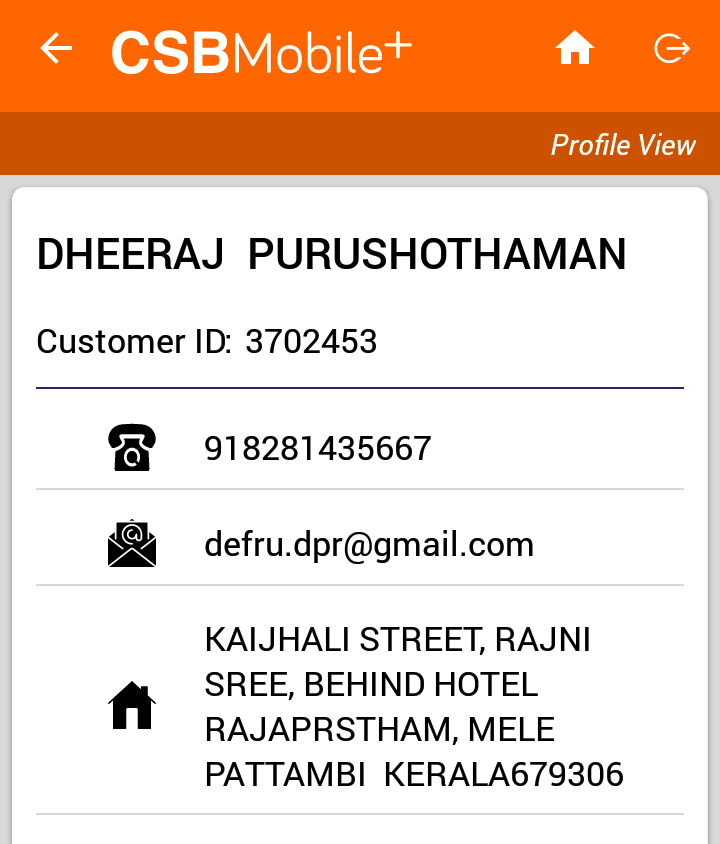 CSBMobile+
Profile View
DHEERAJ PURUSHOTHAMAN
Customer ID: 3702453
918281435667
defru.dpr@gmail.com
KAIJHALI STREET, RAJNI
SREE, BEHIND HOTEL
RAJAPRSTHAM, MELE
PATTAMBI KERALA679306